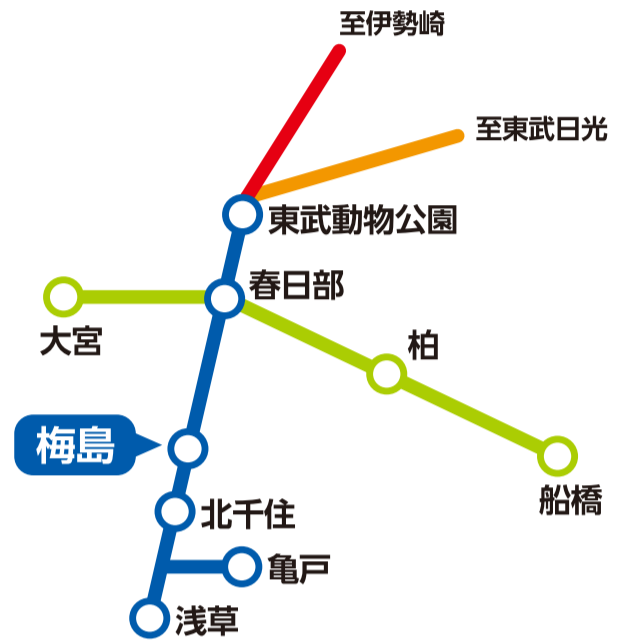 至伊勢崎
至東武日光
東武動物公園
春日部
大宮
柏
梅島
船橋
北千住
亀戸
浅草